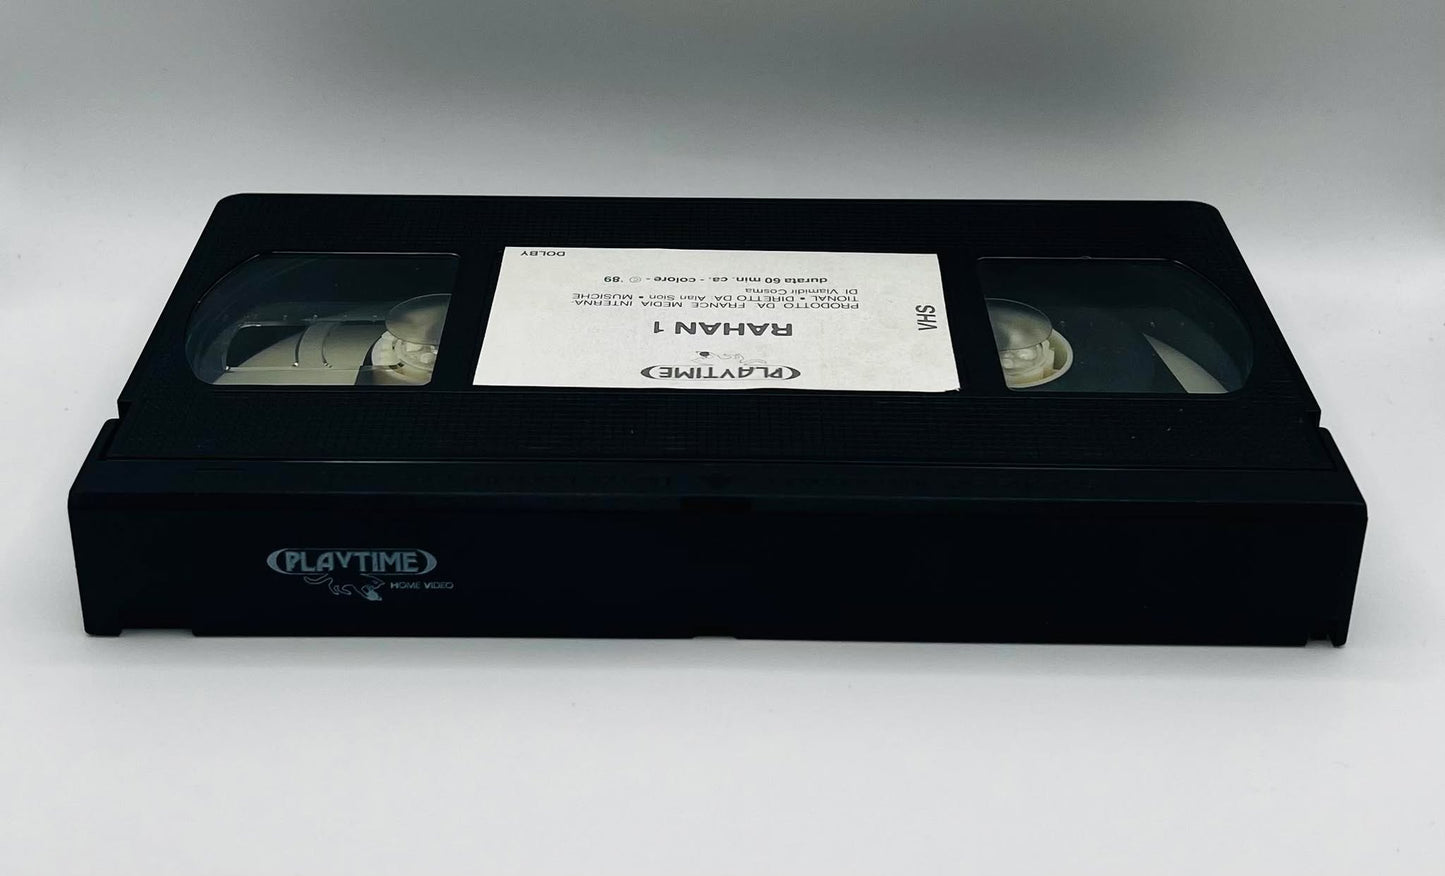 PLAYTIME
RAHAN 1
PRODOTTO DA FRANCE MEDIA INTERNA-
TIONAL • DIRETTO DA Alan Sion • MUSICHE
Di Vlamidir Cosma
durata 60 min. ca. - colore - © '89
VHS
DOLBY
PLAYTIME
HOME VIDEO